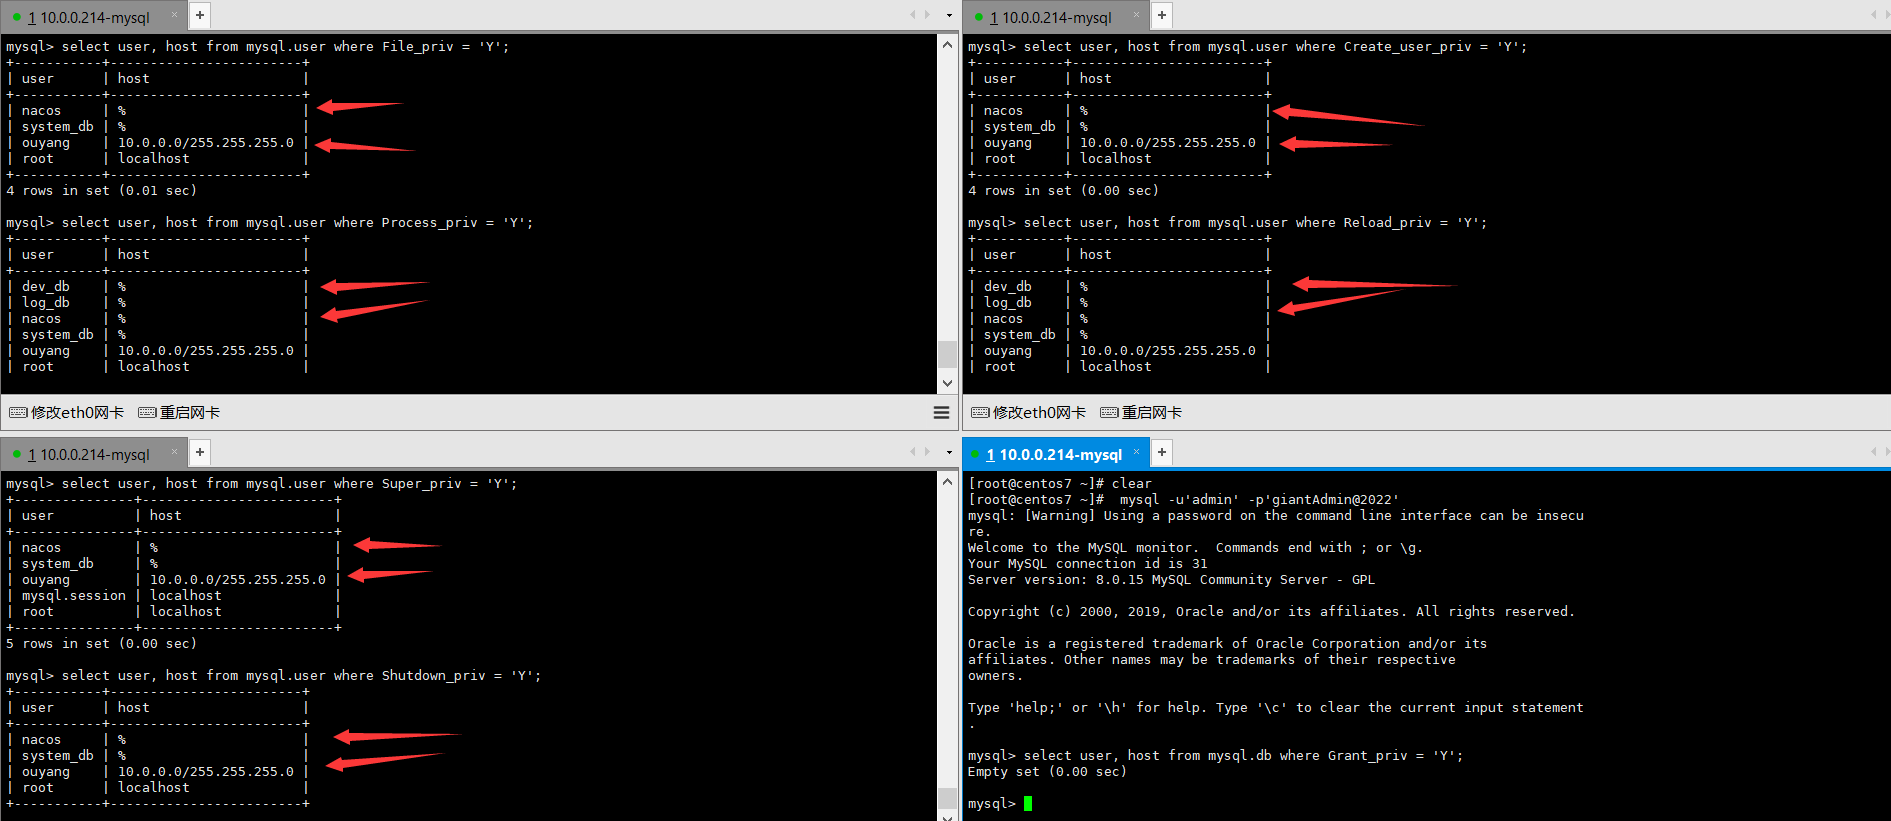 1 10.0.0.214-mysql × +
mysql> select user, host from mysql.user where File_priv = 'Y';
+-----------+------------------------+
| user      | host                   |
+-----------+------------------------+
| nacos     | %                      |
| system_db | %                      |
| ouyang    | 10.0.0.0/255.255.255.0 |
| root      | localhost              |
+-----------+------------------------+
4 rows in set (0.01 sec)
mysql> select user, host from mysql.user where Process_priv = 'Y';
+-----------+------------------------+
| user      | host                   |
+-----------+------------------------+
| dev_db    | %                      |
| log_db    | %                      |
| nacos     | %                      |
| system_db | %                      |
| ouyang    | 10.0.0.0/255.255.255.0 |
| root      | localhost              |
修改eth0网卡 重启网卡
1 10.0.0.214-mysql × +
mysql> select user, host from mysql.user where Create_user_priv = 'Y';
+-----------+------------------------+
| user      | host                   |
+-----------+------------------------+
| nacos     | %                      |
| system_db | %                      |
| ouyang    | 10.0.0.0/255.255.255.0 |
| root      | localhost              |
+-----------+------------------------+
4 rows in set (0.00 sec)
mysql> select user, host from mysql.user where Reload_priv = 'Y';
+-----------+------------------------+
| user      | host                   |
+-----------+------------------------+
| dev_db    | %                      |
| log_db    | %                      |
| nacos     | %                      |
| system_db | %                      |
| ouyang    | 10.0.0.0/255.255.255.0 |
| root      | localhost              |
修改eth0网卡 重启网卡
1 10.0.0.214-mysql × +
mysql> select user, host from mysql.user where Super_priv = 'Y';
+---------------+------------------------+
| user          | host                   |
+---------------+------------------------+
| nacos         | %                      |
| system_db     | %                      |
| ouyang        | 10.0.0.0/255.255.255.0 |
| mysql.session | localhost              |
| root          | localhost              |
+---------------+------------------------+
5 rows in set (0.00 sec)
mysql> select user, host from mysql.user where Shutdown_priv = 'Y';
+-----------+------------------------+
| user      | host                   |
+-----------+------------------------+
| nacos     | %                      |
| system_db | %                      |
| ouyang    | 10.0.0.0/255.255.255.0 |
| root      | localhost              |
+-----------+------------------------+
1 10.0.0.214-mysql × +
[root@centos7 ~]# clear
[root@centos7 ~]#  mysql -u'admin' -p'giantAdmin@2022'
mysql: [Warning] Using a password on the command line interface can be insecu
re.
Welcome to the MySQL monitor.  Commands end with ; or \g.
Your MySQL connection id is 31
Server version: 8.0.15 MySQL Community Server - GPL
Copyright (c) 2000, 2019, Oracle and/or its affiliates. All rights reserved.
Oracle is a registered trademark of Oracle Corporation and/or its
affiliates. Other names may be trademarks of their respective
owners.
Type 'help;' or '\h' for help. Type '\c' to clear the current input statement
.
mysql> select user, host from mysql.db where Grant_priv = 'Y';
Empty set (0.00 sec)
mysql>